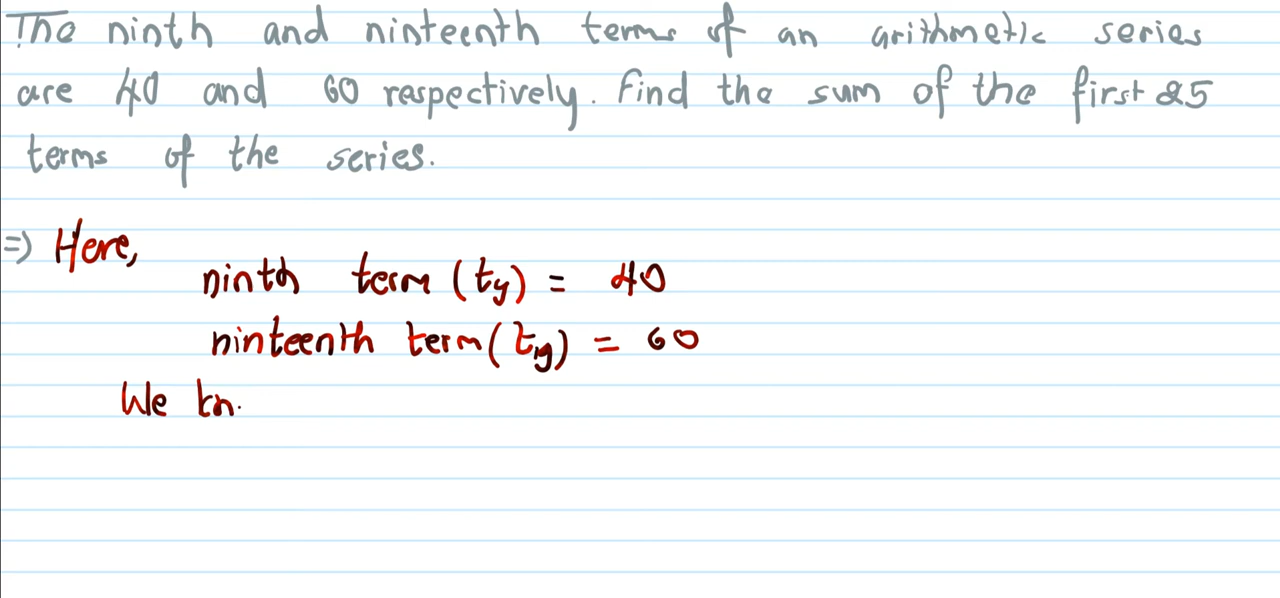 The ninth and ninteenth terms of an arithmetic series
are 40 and 60 respectively. Find the sum of the first 25
terms of the series.
=) Here,
ninth term (t9) = 40
ninteenth term (t19) = 60
We kn.